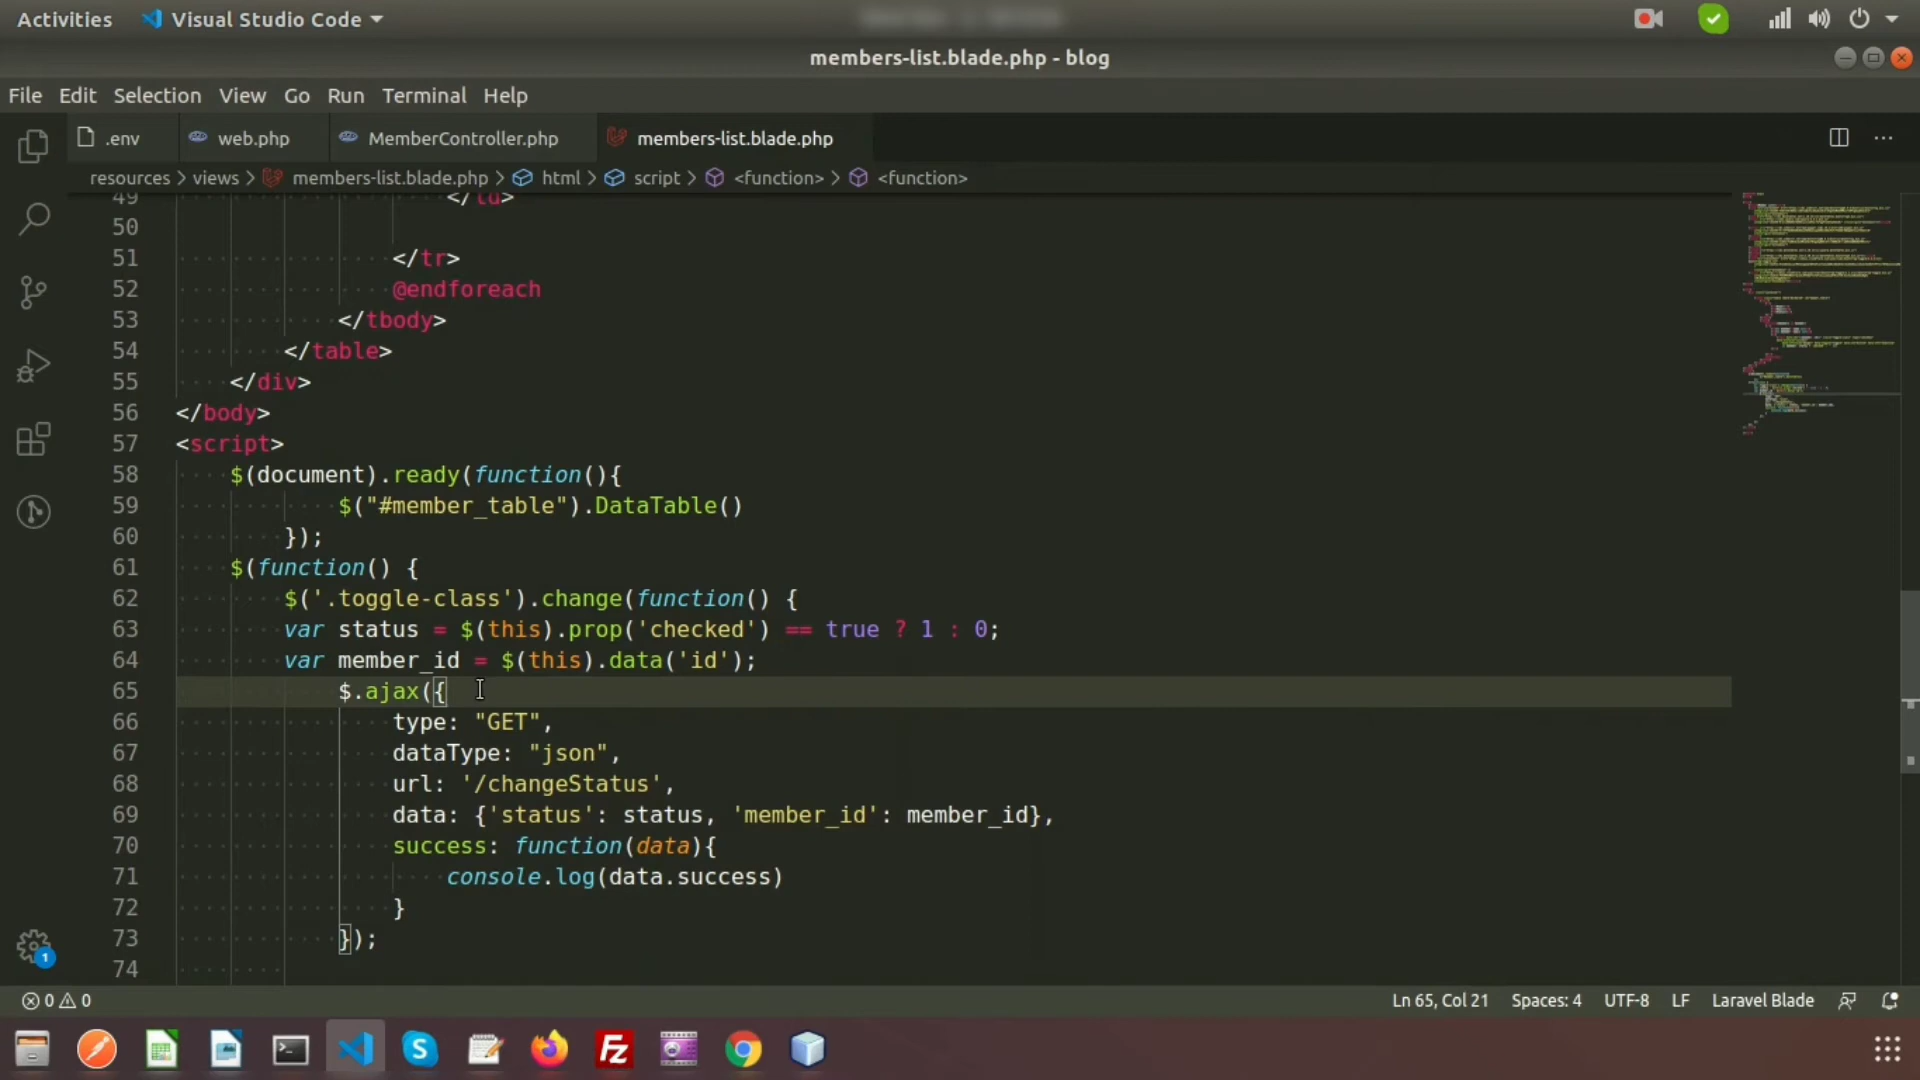 Activities Visual Studio Code
members-list.blade.php - blog
File Edit Selection View Go Run Terminal Help
.env web.php MemberController.php members-list.blade.php
resources > views > members-list.blade.php > html > script > <function> > <function>
49 </td>
50
51 </tr>
52 @endforeach
53 </tbody>
54 </table>
55 </div>
56 </body>
57 <script>
58 $(document).ready(function(){
59 $("#member_table").DataTable()
60 });
61 $(function() {
62 $('.toggle-class').change(function() {
63 var status = $(this).prop('checked') == true ? 1 : 0;
64 var member_id = $(this).data('id');
65 $.ajax({
66 type: "GET",
67 dataType: "json",
68 url: '/changeStatus',
69 data: {'status': status, 'member_id': member_id},
70 success: function(data){
71 console.log(data.success)
72 }
73 });
74
1
0 0 Ln 65, Col 21 Spaces: 4 UTF-8 LF Laravel Blade